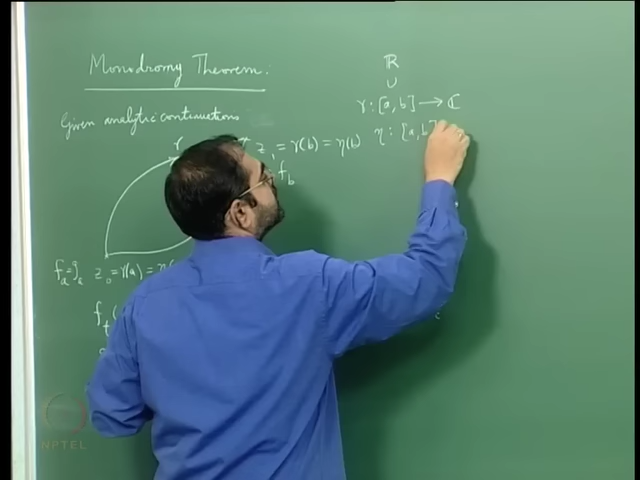 Monodromy Theorem:
ℝ
∪
γ : [a, b] → ℂ
Given analytic continuations
η : [a, b]
γ
z₁ = γ(b) = η(b)
f_b
f_a = g_a z₀ = γ(a) =
f_t (
NPTEL